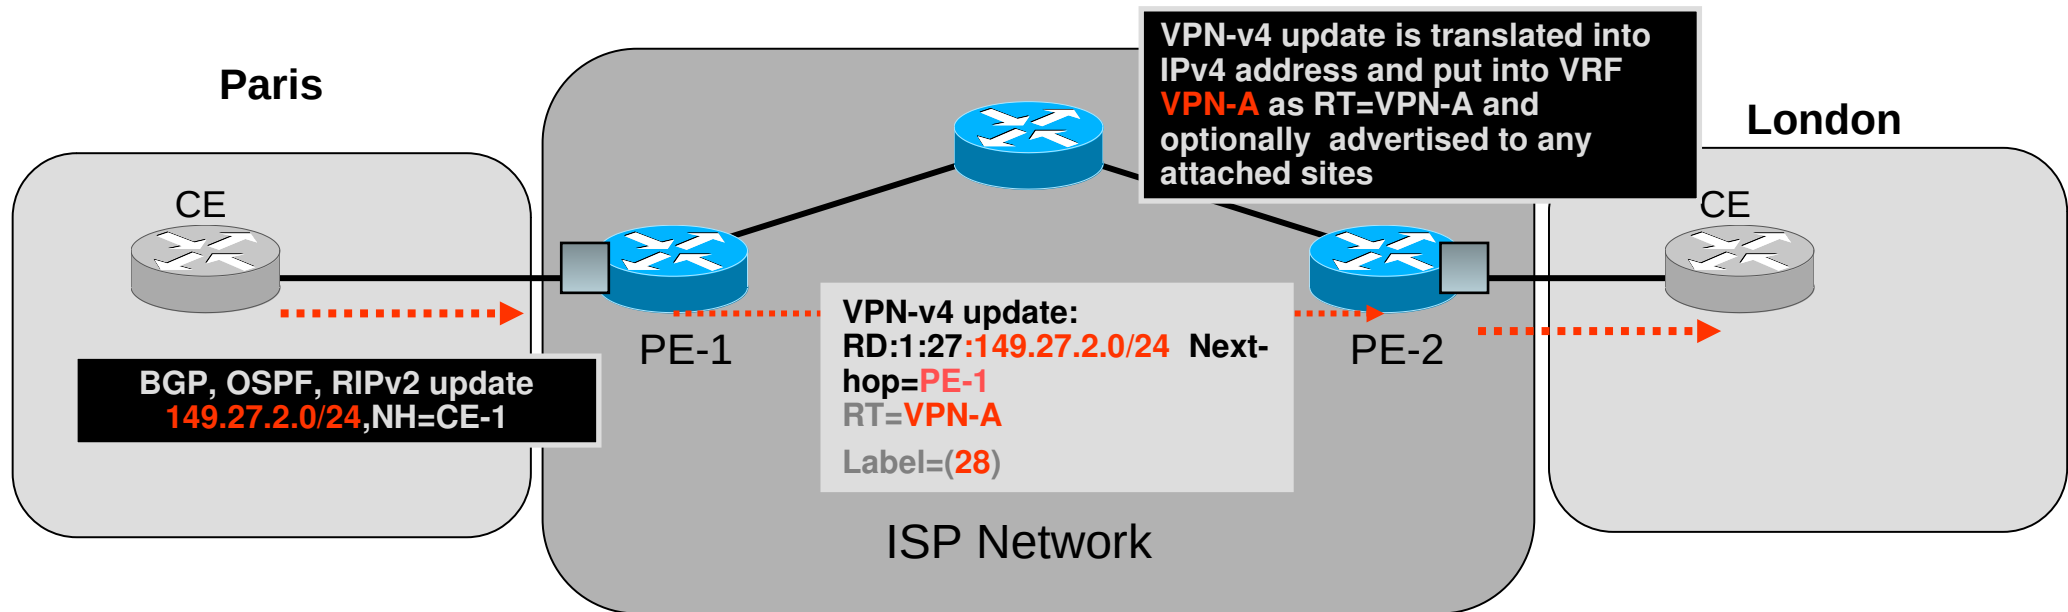 Paris
VPN-v4 update is translated into
IPv4 address and put into VRF
VPN-A as RT=VPN-A and
optionally advertised to any
attached sites
London
CE
CE
PE-1
PE-2
VPN-v4 update:
RD:1:27:149.27.2.0/24 Next-
hop=PE-1
RT=VPN-A
Label=(28)
BGP, OSPF, RIPv2 update
149.27.2.0/24,NH=CE-1
ISP Network